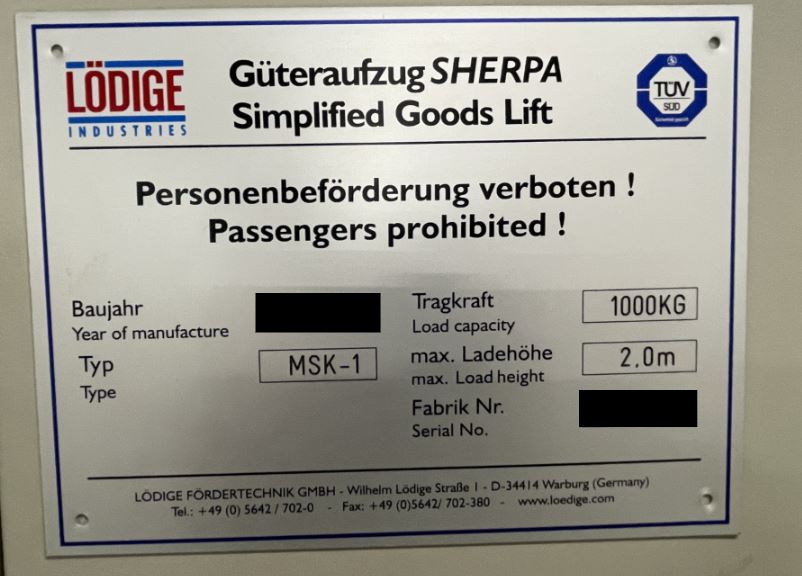 LÖDIGE
INDUSTRIES
Güteraufzug SHERPA
Simplified Goods Lift
TÜV
SÜD
Personenbeförderung verboten !
Passengers prohibited !
Baujahr
Year of manufacture
Typ MSK-1
Type
Tragkraft 1000KG
Load capacity
max. Ladehöhe 2,0m
max. Load height
Fabrik Nr.
Serial No.
LÖDIGE FÖRDERTECHNIK GMBH - Wilhelm Lödige Straße 1 - D-34414 Warburg (Germany)
Tel.: +49 (0) 5642 / 702-0 - Fax: +49 (0)5642/ 702-380 - www.loedige.com